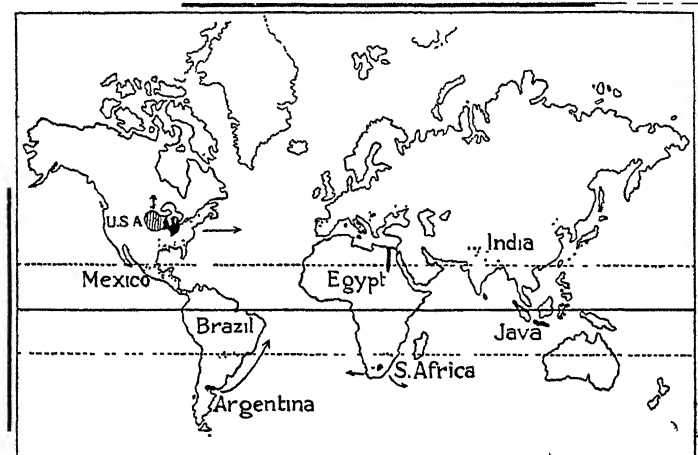 U.S A
India
Mexico
Egypt
Brazil
Java
S. Africa
Argentina